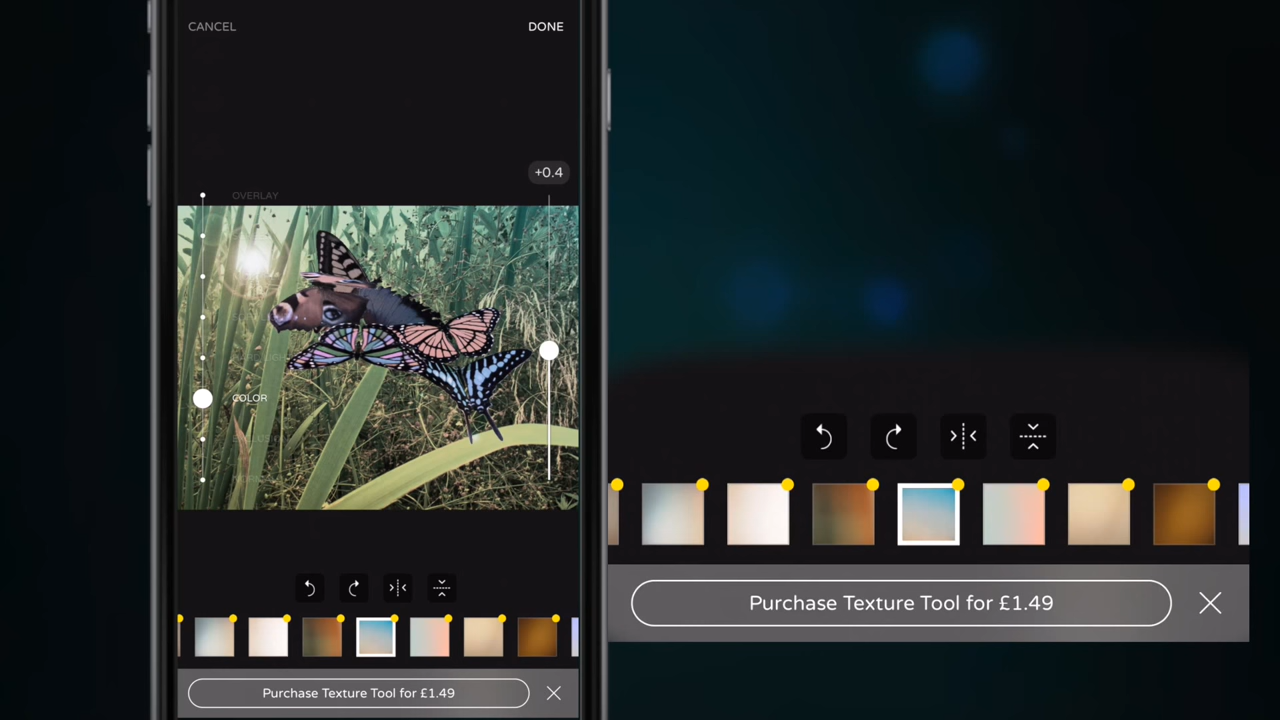 CANCEL
DONE
+0.4
OVERLAY
COLOR
Purchase Texture Tool for £1.49
Purchase Texture Tool for £1.49